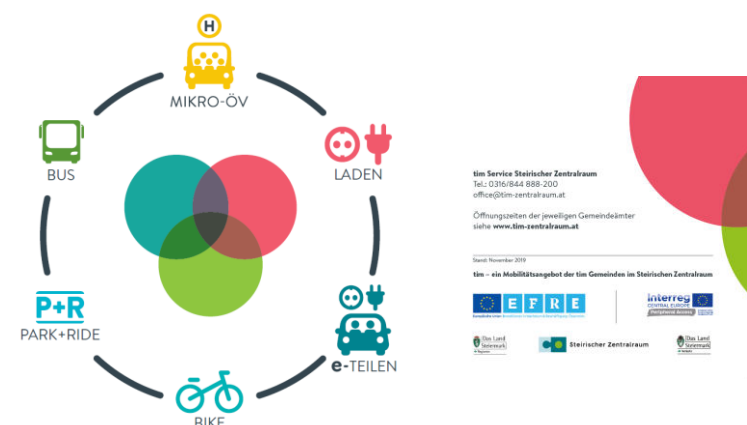 H
MIKRO-ÖV
BUS
LADEN
P+R
PARK+RIDE
e-TEILEN
BIKE
tim Service Steirischer Zentralraum
Tel.: 0316/844 888-200
office@tim-zentralraum.at
Öffnungszeiten der jeweiligen Gemeindeämter
siehe www.tim-zentralraum.at
Stand: November 2019
tim – ein Mobilitätsangebot der tim Gemeinden im Steirischen Zentralraum
EFRE
Interreg
CENTRAL EUROPE
Peripheral Access
Das Land
Steiermark
Steirischer Zentralraum
Das Land
Steiermark